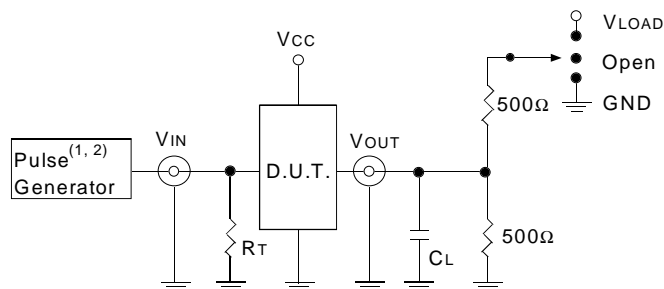 VLOAD
VCC
Open
500Ω
GND
VIN
VOUT
Pulse(1, 2)
Generator
D.U.T.
RT
CL
500Ω